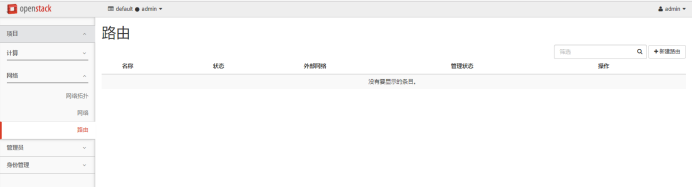 openstack
default ● admin
admin
项目
计算
网络
网络拓扑
网络
路由
管理员
身份管理
路由
筛选
+新建路由
名称 状态 外部网络 管理状态 操作
没有要显示的条目。